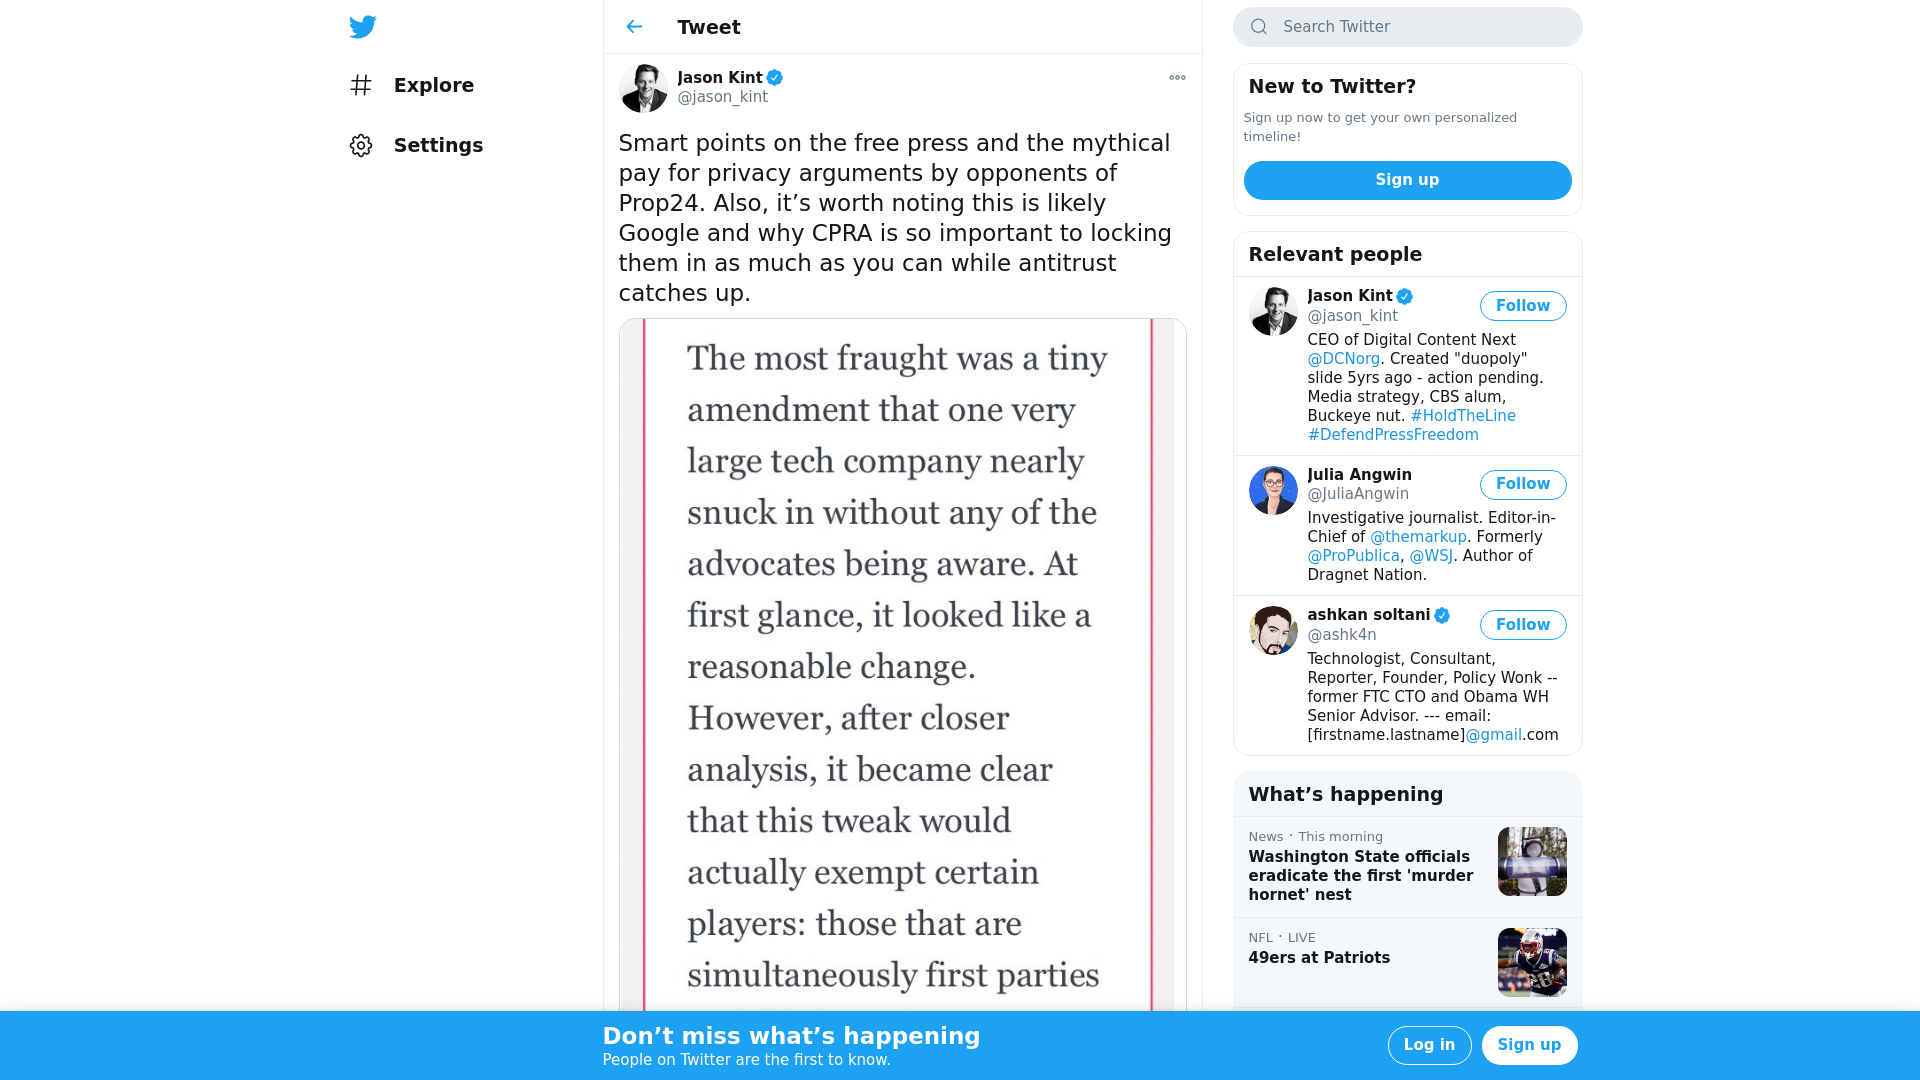 Explore
Settings
Tweet
Jason Kint
@jason_kint
Smart points on the free press and the mythical
pay for privacy arguments by opponents of
Prop24. Also, it’s worth noting this is likely
Google and why CPRA is so important to locking
them in as much as you can while antitrust
catches up.
The most fraught was a tiny
amendment that one very
large tech company nearly
snuck in without any of the
advocates being aware. At
first glance, it looked like a
reasonable change.
However, after closer
analysis, it became clear
that this tweak would
actually exempt certain
players: those that are
simultaneously first parties
Search Twitter
New to Twitter?
Sign up now to get your own personalized
timeline!
Sign up
Relevant people
Jason Kint
@jason_kint
Follow
CEO of Digital Content Next
@DCNorg. Created "duopoly"
slide 5yrs ago - action pending.
Media strategy, CBS alum,
Buckeye nut. #HoldTheLine
#DefendPressFreedom
Julia Angwin
@JuliaAngwin
Follow
Investigative journalist. Editor-in-
Chief of @themarkup. Formerly
@ProPublica, @WSJ. Author of
Dragnet Nation.
ashkan soltani
@ashk4n
Follow
Technologist, Consultant,
Reporter, Founder, Policy Wonk --
former FTC CTO and Obama WH
Senior Advisor. --- email:
[firstname.lastname]@gmail.com
What’s happening
News · This morning
Washington State officials
eradicate the first 'murder
hornet' nest
NFL · LIVE
49ers at Patriots
Don’t miss what’s happening
People on Twitter are the first to know.
Log in
Sign up